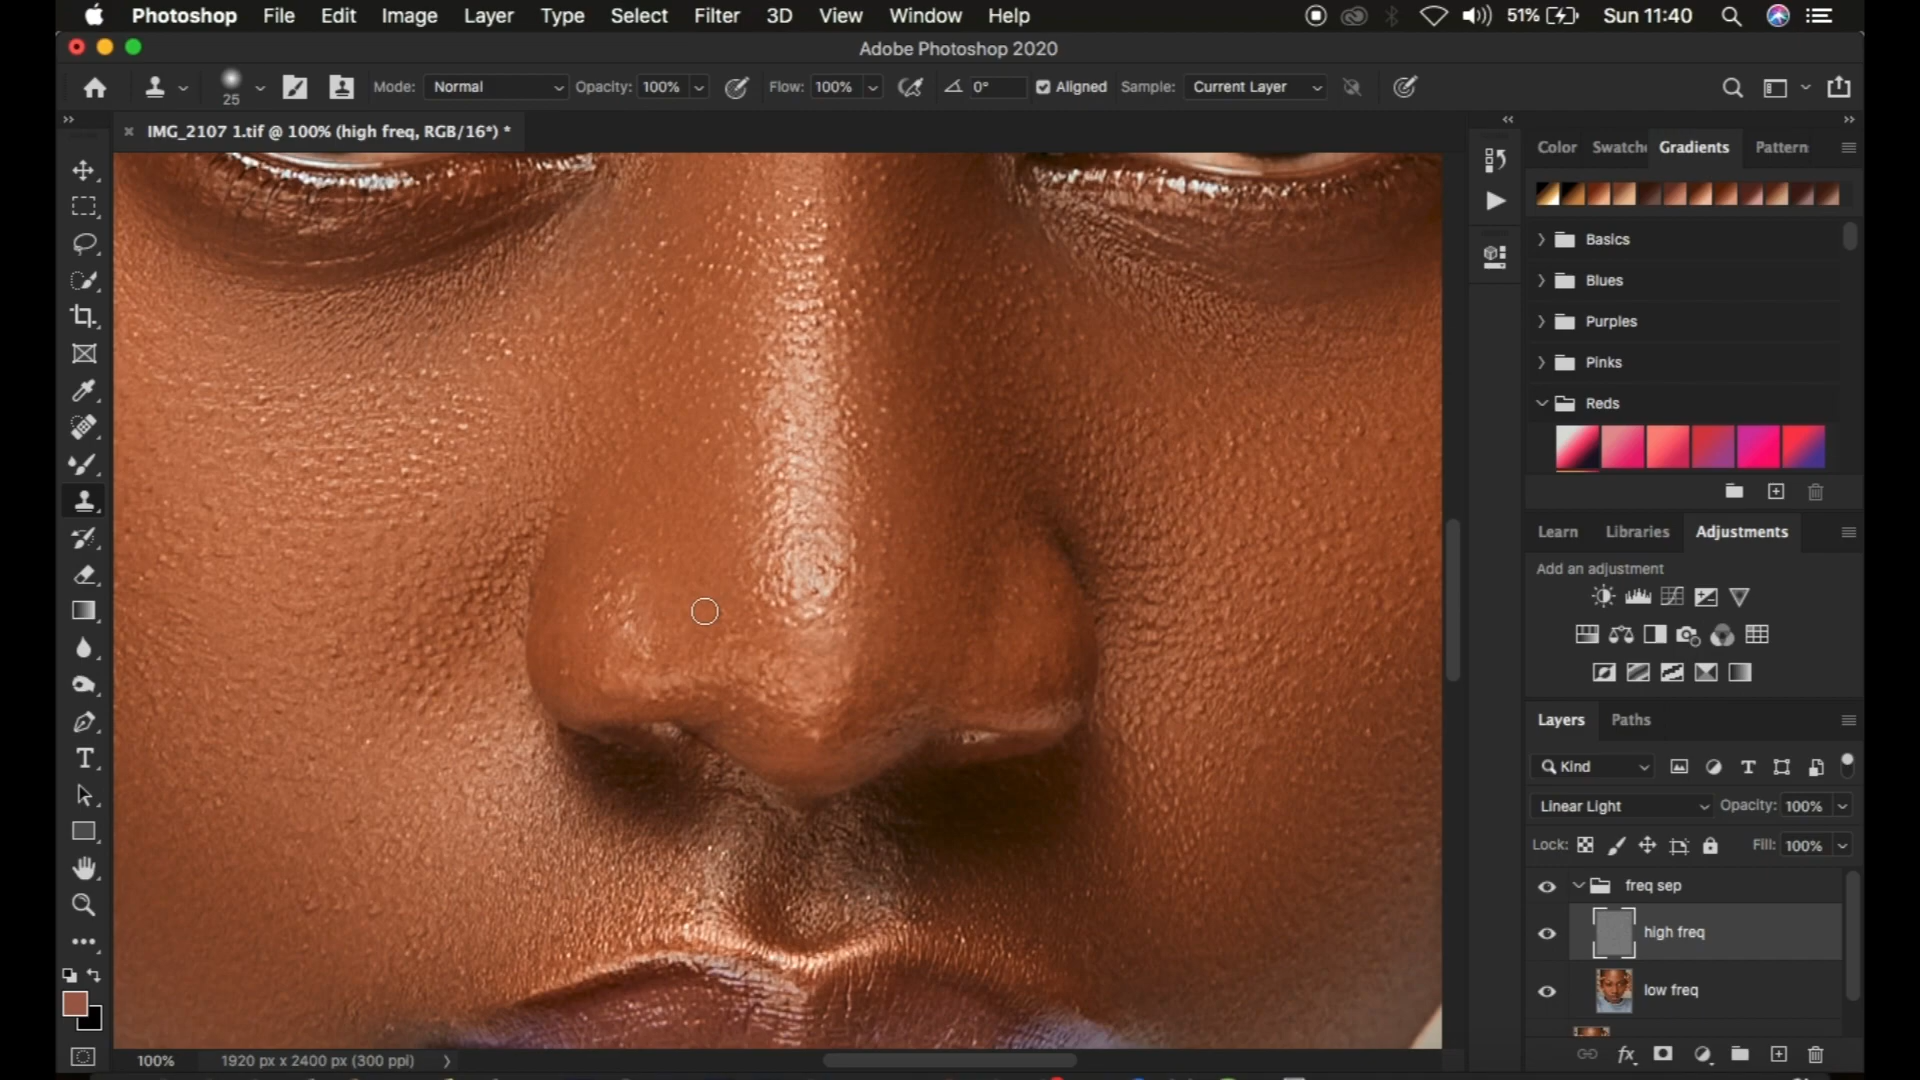 Photoshop File Edit Image Layer Type Select Filter 3D View Window Help 51% Sun 11:40
Adobe Photoshop 2020
25 Mode: Normal Opacity: 100% Flow: 100% 0° Aligned Sample: Current Layer
IMG_2107 1.tif @ 100% (high freq, RGB/16*) *
Color Swatche Gradients Pattern
Basics
Blues
Purples
Pinks
Reds
Learn Libraries Adjustments
Add an adjustment
Layers Paths
Kind
Linear Light Opacity: 100%
Lock: Fill: 100%
freq sep
high freq
low freq
100% 1920 px x 2400 px (300 ppi)